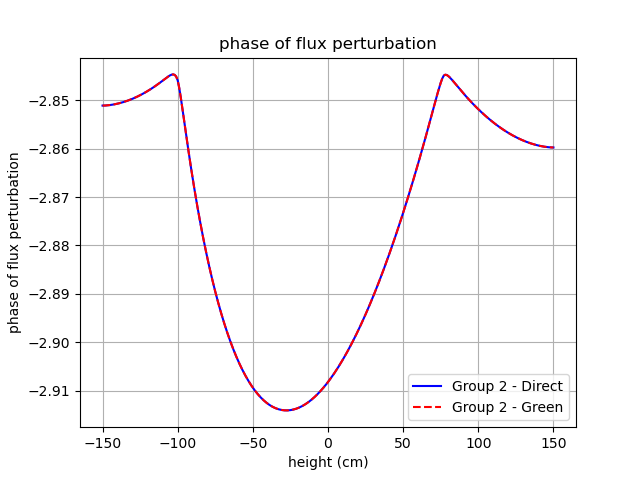 phase of flux perturbation
phase of flux perturbation
−2.85
−2.86
−2.87
−2.88
−2.89
−2.90
−2.91
−150
−100
−50
0
50
100
150
height (cm)
Group 2 - Direct
Group 2 - Green